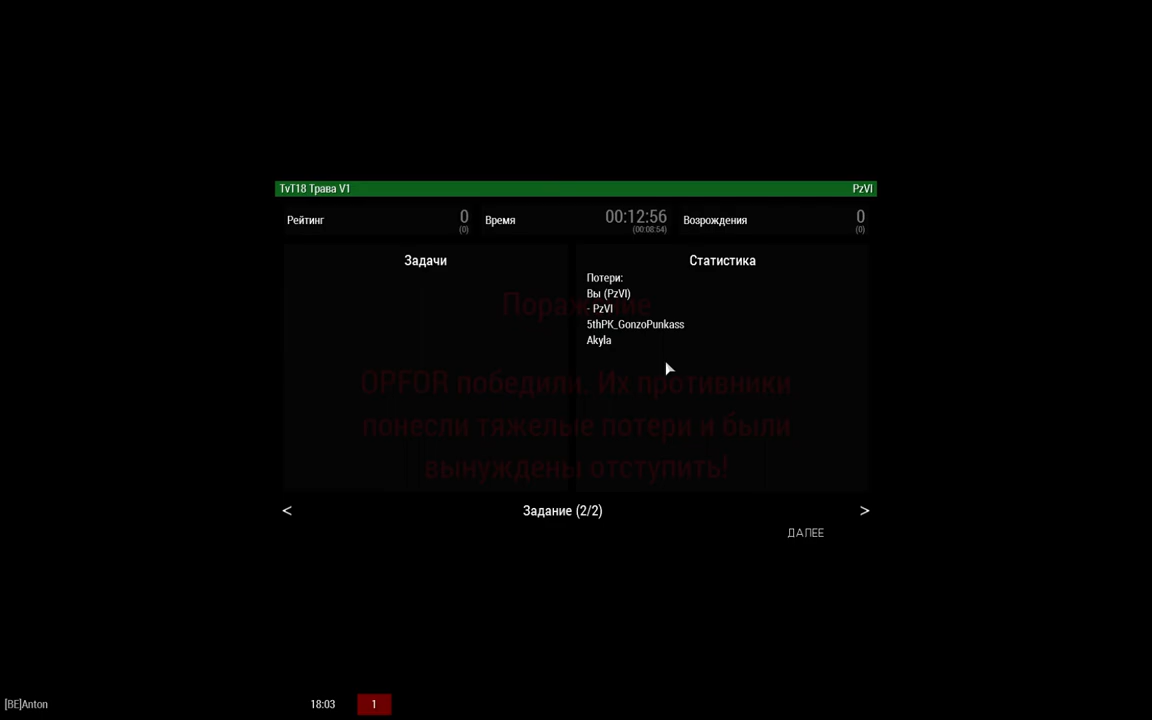 TvT18 Трава V1 PzVI
Рейтинг 0 (0) Время 00:12:56 (00:08:54) Возрождения 0 (0)
Задачи Статистика
Потери:
Вы (PzVI)
- PzVI
5thPK_GonzoPunkass
Akyla
Поражение
OPFOR победили. Их противники
понесли тяжелые потери и были
вынуждены отступить!
< Задание (2/2) >
ДАЛЕЕ
[BE]Anton 18:03 1